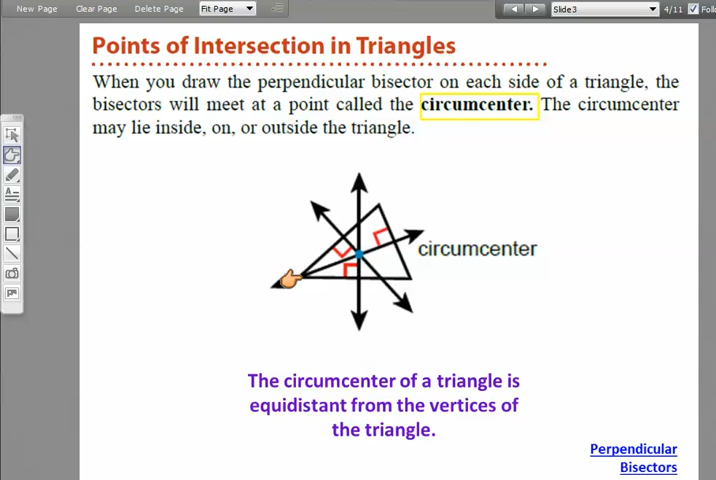 New Page Clear Page Delete Page Fit Page Slide3 4/11 Follo
Points of Intersection in Triangles
When you draw the perpendicular bisector on each side of a triangle, the
bisectors will meet at a point called the circumcenter. The circumcenter
may lie inside, on, or outside the triangle.
circumcenter
The circumcenter of a triangle is
equidistant from the vertices of
the triangle.
Perpendicular
Bisectors